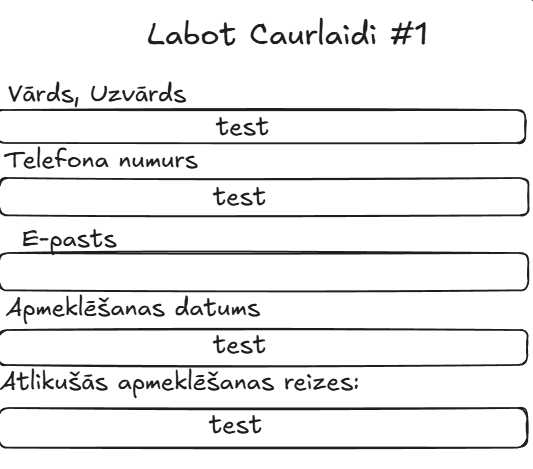 Labot Caurlaidi #1
Vārds, Uzvārds
test
Telefona numurs
test
E-pasts
Apmeklēšanas datums
test
Atlikušās apmeklēšanas reizes:
test